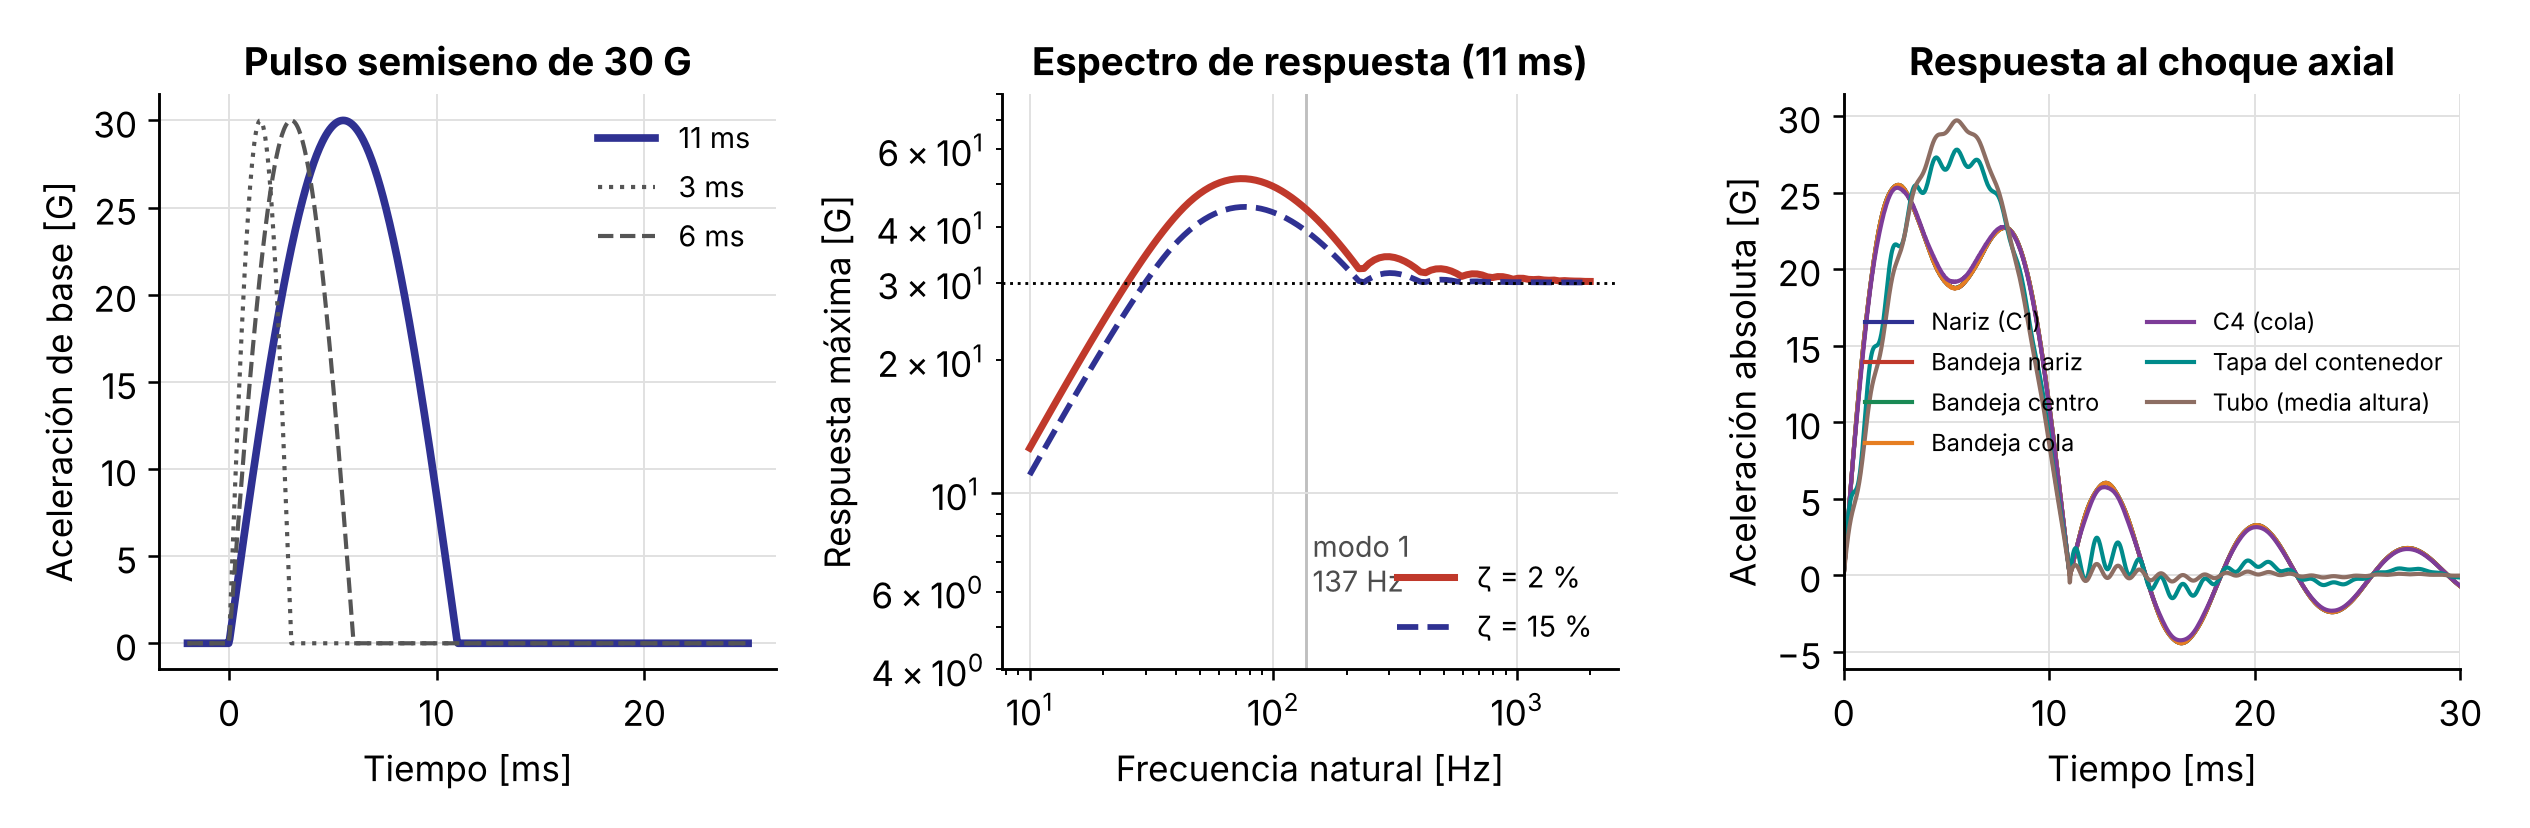 Pulso semiseno de 30 G
Aceleración de base [G]
30
25
20
15
10
5
0
11 ms
3 ms
6 ms
0
10
20
Tiempo [ms]
Espectro de respuesta (11 ms)
Respuesta máxima [G]
6 × 10¹
4 × 10¹
3 × 10¹
2 × 10¹
10¹
6 × 10⁰
4 × 10⁰
modo 1
137 Hz
ζ = 2 %
ζ = 15 %
10¹
10²
10³
Frecuencia natural [Hz]
Respuesta al choque axial
Aceleración absoluta [G]
30
25
20
15
10
5
0
−5
Nariz (C1)
Bandeja nariz
Bandeja centro
Bandeja cola
C4 (cola)
Tapa del contenedor
Tubo (media altura)
0
10
20
30
Tiempo [ms]